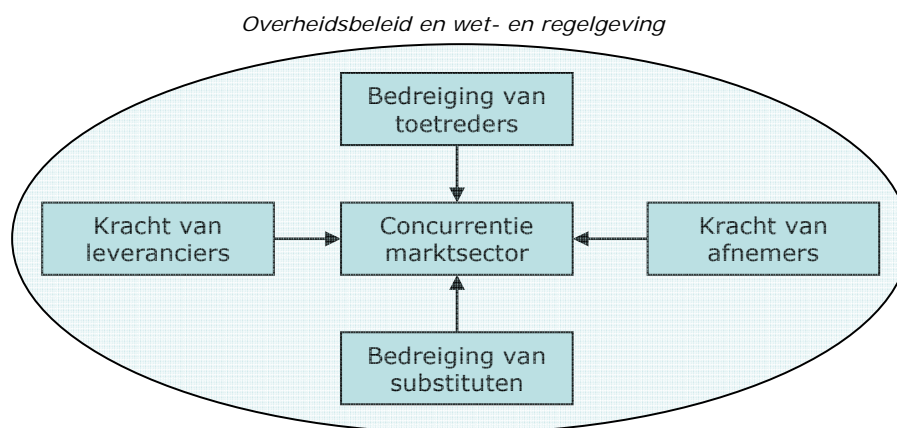 Overheidsbeleid en wet- en regelgeving
Bedreiging van
toetreders
Kracht van
leveranciers
Concurrentie
marktsector
Kracht van
afnemers
Bedreiging van
substituten